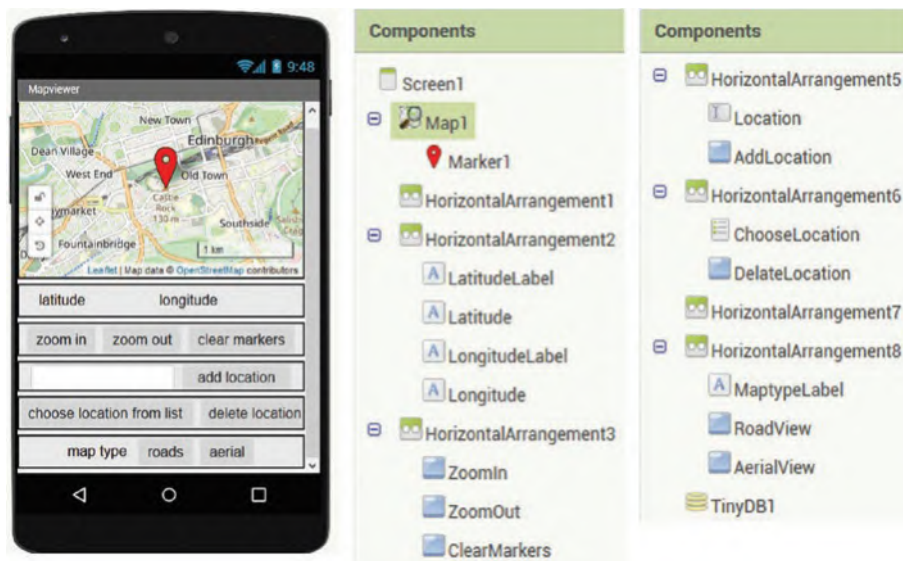 9:48
Mapviewer
New Town
Edinburgh
Dean Village
West End
Old Town
Castle
Rock
130 m
Southside
Fountainbridge
1 km
Leaflet | Map data © OpenStreetMap contributors
latitude longitude
zoom in zoom out clear markers
add location
choose location from list delete location
map type roads aerial
Components
Screen1
Map1
Marker1
HorizontalArrangement1
HorizontalArrangement2
LatitudeLabel
Latitude
LongitudeLabel
Longitude
HorizontalArrangement3
ZoomIn
ZoomOut
ClearMarkers
Components
HorizontalArrangement5
Location
AddLocation
HorizontalArrangement6
ChooseLocation
DelateLocation
HorizontalArrangement7
HorizontalArrangement8
MaptypeLabel
RoadView
AerialView
TinyDB1